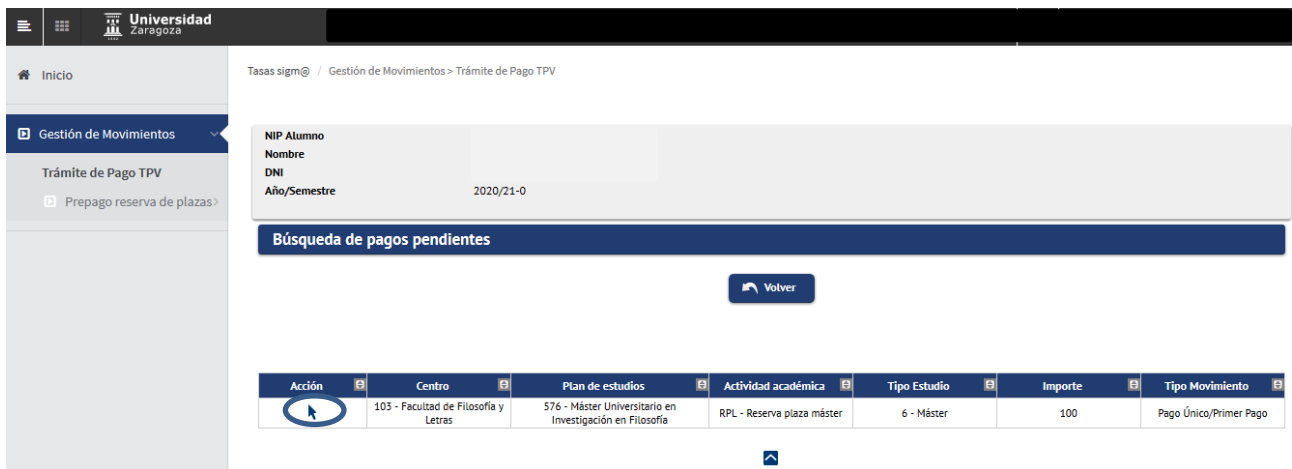 Universidad
Zaragoza
Inicio
Tasas sigm@ / Gestión de Movimientos > Trámite de Pago TPV
Gestión de Movimientos
Trámite de Pago TPV
Prepago reserva de plazas
NIP Alumno
Nombre
DNI
Año/Semestre 2020/21-0
Búsqueda de pagos pendientes
Volver
Acción Centro Plan de estudios Actividad académica Tipo Estudio Importe Tipo Movimiento
103 - Facultad de Filosofía y Letras 576 - Máster Universitario en Investigación en Filosofía RPL - Reserva plaza máster 6 - Máster 100 Pago Único/Primer Pago